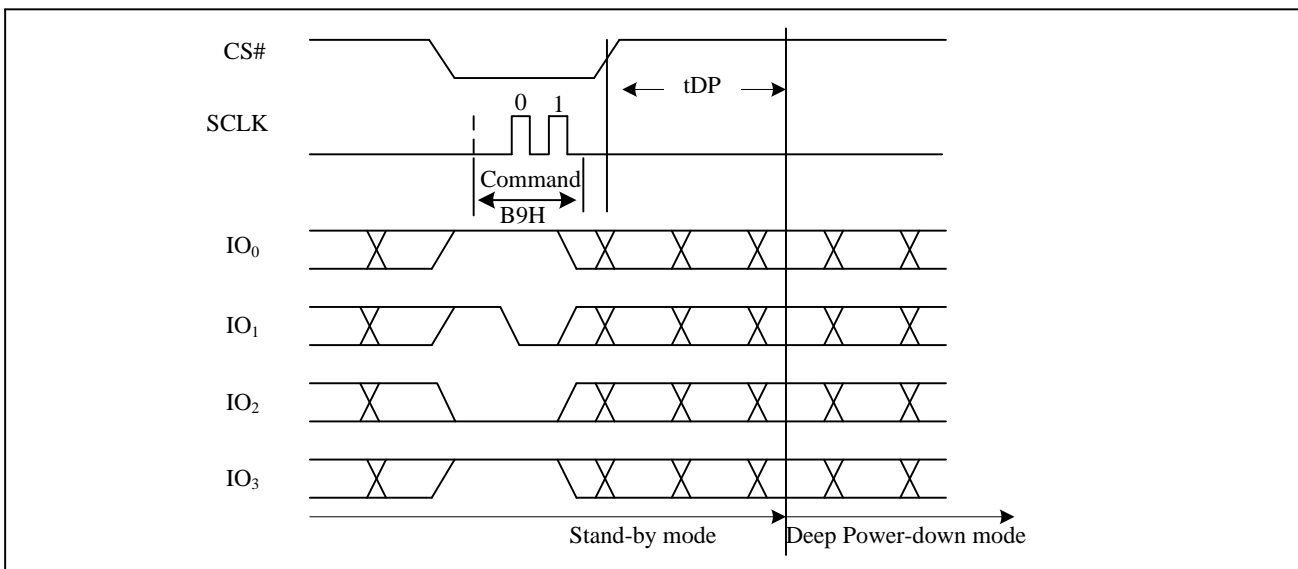 CS#
tDP
0 1
SCLK
Command
B9H
IO0
IO1
IO2
IO3
Stand-by mode Deep Power-down mode